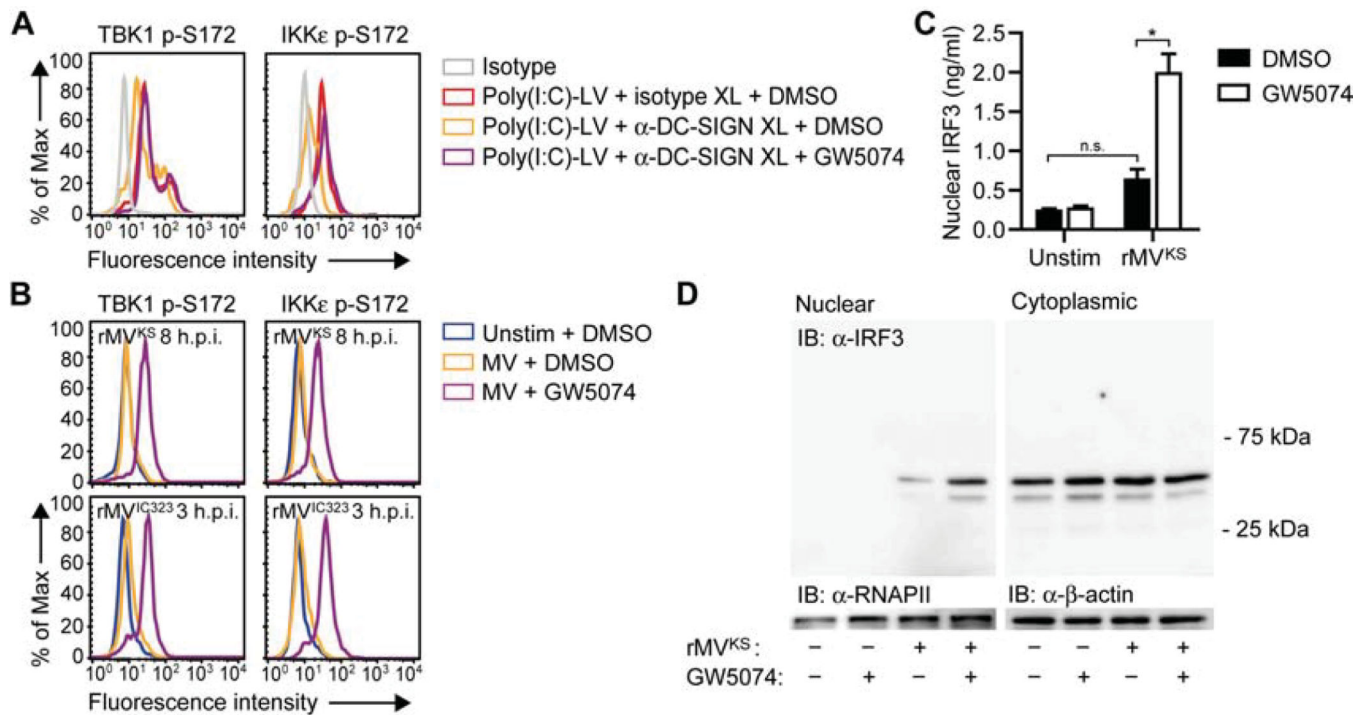 A
TBK1 p-S172
IKKε p-S172
% of Max
100
80
60
40
20
0
10⁰ 10¹ 10² 10³ 10⁴
10⁰ 10¹ 10² 10³ 10⁴
Fluorescence intensity
Isotype
Poly(I:C)-LV + isotype XL + DMSO
Poly(I:C)-LV + α-DC-SIGN XL + DMSO
Poly(I:C)-LV + α-DC-SIGN XL + GW5074
B
TBK1 p-S172
IKKε p-S172
100
80
60
40
20
0
rMVᴷˢ 8 h.p.i.
rMVᴷˢ 8 h.p.i.
Unstim + DMSO
MV + DMSO
MV + GW5074
% of Max
100
80
60
40
20
0
rMVᴵC³²³ 3 h.p.i.
rMVᴵC³²³ 3 h.p.i.
10⁰ 10¹ 10² 10³ 10⁴
10⁰ 10¹ 10² 10³ 10⁴
Fluorescence intensity
C
Nuclear IRF3 (ng/ml)
2.5
2.0
1.5
1.0
0.5
0.0
n.s.
*
Unstim
rMVᴷˢ
DMSO
GW5074
D
Nuclear
Cytoplasmic
IB: α-IRF3
- 75 kDa
- 25 kDa
IB: α-RNAPII
IB: α-β-actin
rMVᴷˢ: – – + + – – + +
GW5074: – + – + – + – +